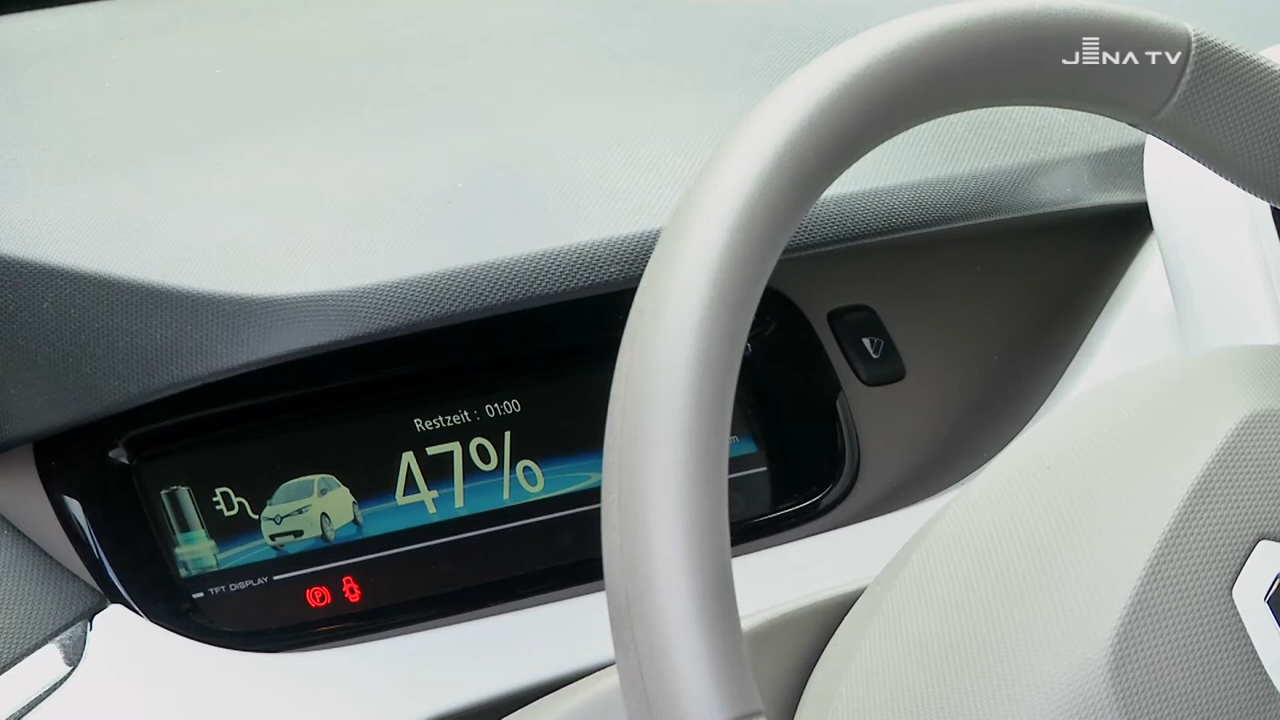 JENA TV
Restzeit : 01:00
47%
m
TFT DISPLAY
(P)